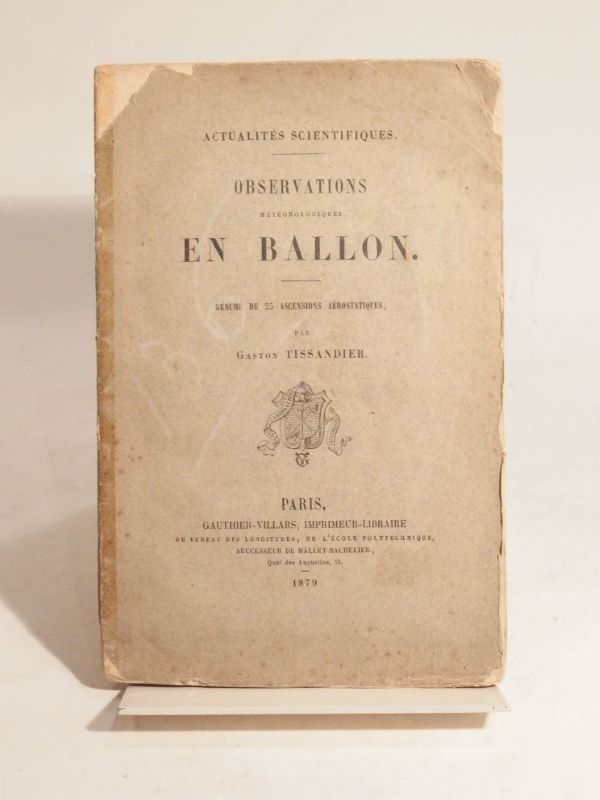 ACTUALITÉS SCIENTIFIQUES.
OBSERVATIONS
MÉTÉOROLOGIQUES
EN BALLON.
RÉSUMÉ DE 25 ASCENSIONS AÉROSTATIQUES,
PAR
GASTON TISSANDIER.
PARIS,
GAUTHIER-VILLARS, IMPRIMEUR-LIBRAIRE
DU BUREAU DES LONGITUDES, DE L'ÉCOLE POLYTECHNIQUE,
SUCCESSEUR DE MALLET-BACHELIER,
Quai des Augustins, 55.
1879